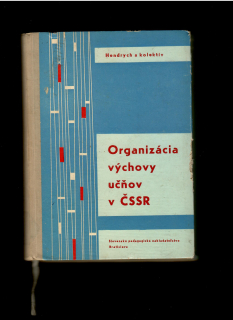 Hendrych a kolektív
Organizácia
výchovy
učňov
v ČSSR
Slovenské pedagogické nakladateľstvo
Bratislava